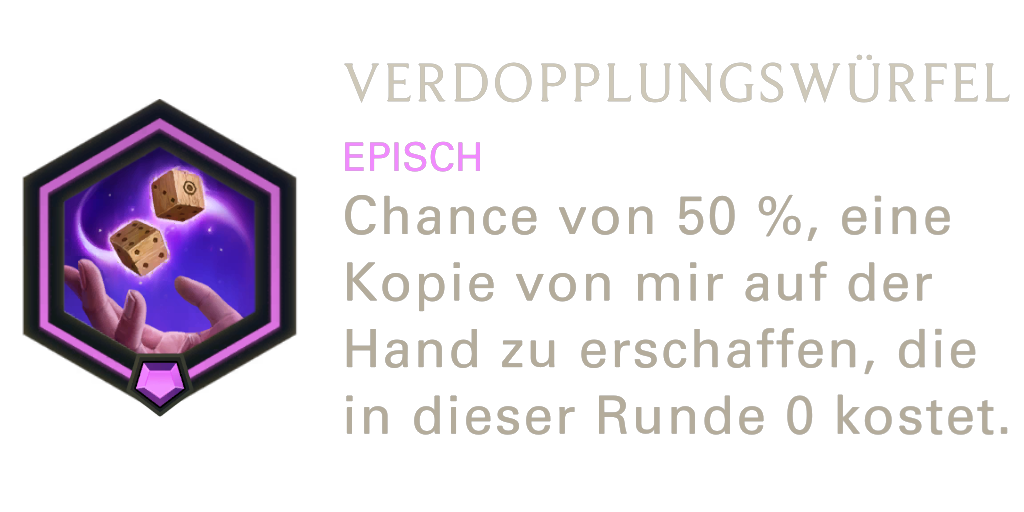 VERDOPPLUNGSWÜRFEL
EPISCH
Chance von 50 %, eine
Kopie von mir auf der
Hand zu erschaffen, die
in dieser Runde 0 kostet.